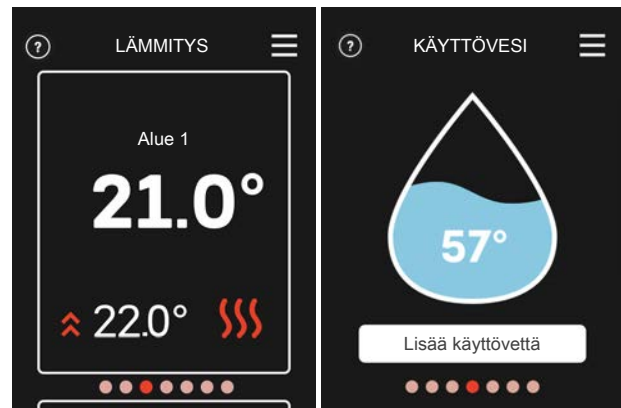 ? LÄMMITYS
Alue 1
21.0°
22.0°
? KÄYTTÖVESI
57°
Lisää käyttövettä